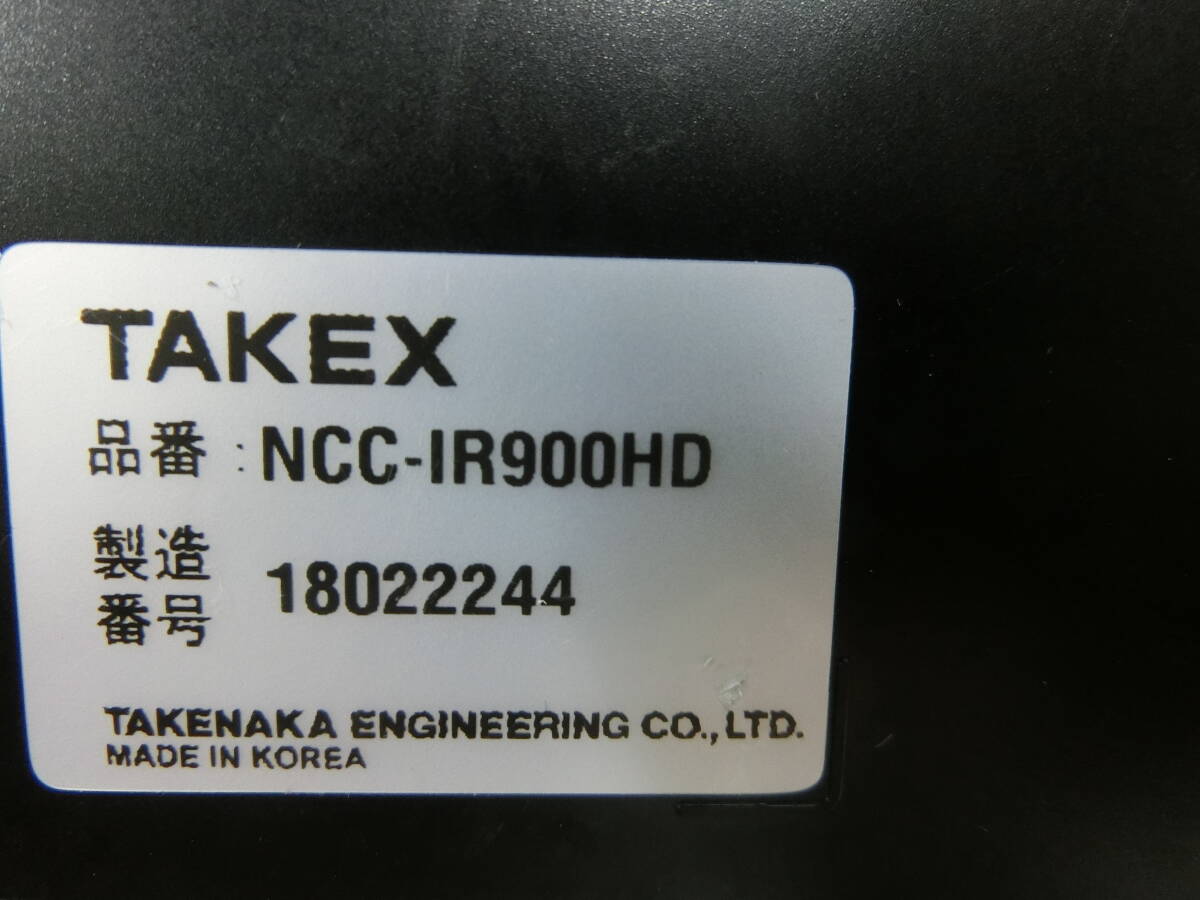 TAKEX
品番 : NCC-IR900HD
製造
番号 18022244
TAKENAKA ENGINEERING CO., LTD.
MADE IN KOREA